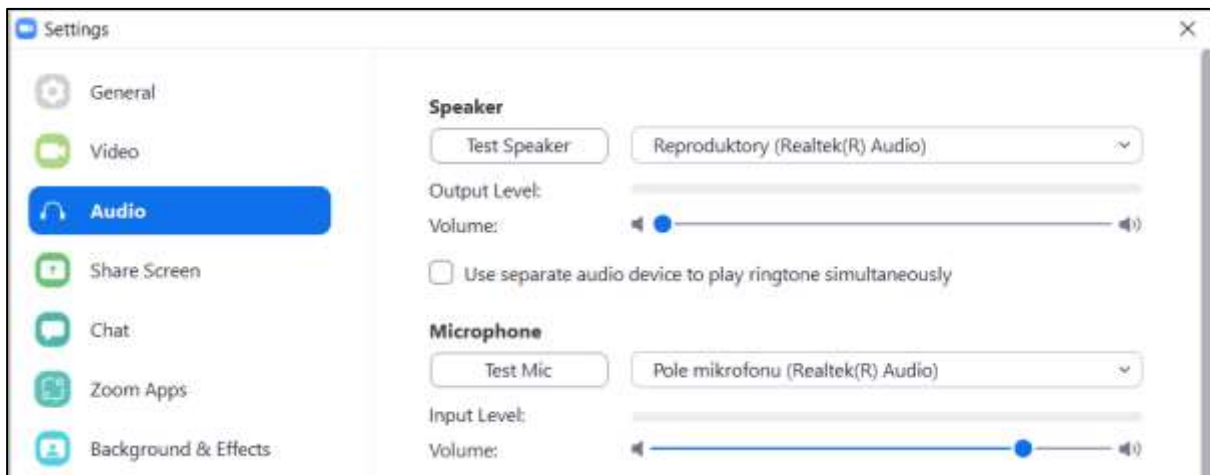 Settings
General
Video
Audio
Share Screen
Chat
Zoom Apps
Background & Effects
Speaker
Test Speaker Reproduktory (Realtek(R) Audio)
Output Level:
Volume:
Use separate audio device to play ringtone simultaneously
Microphone
Test Mic Pole mikrofonu (Realtek(R) Audio)
Input Level:
Volume: